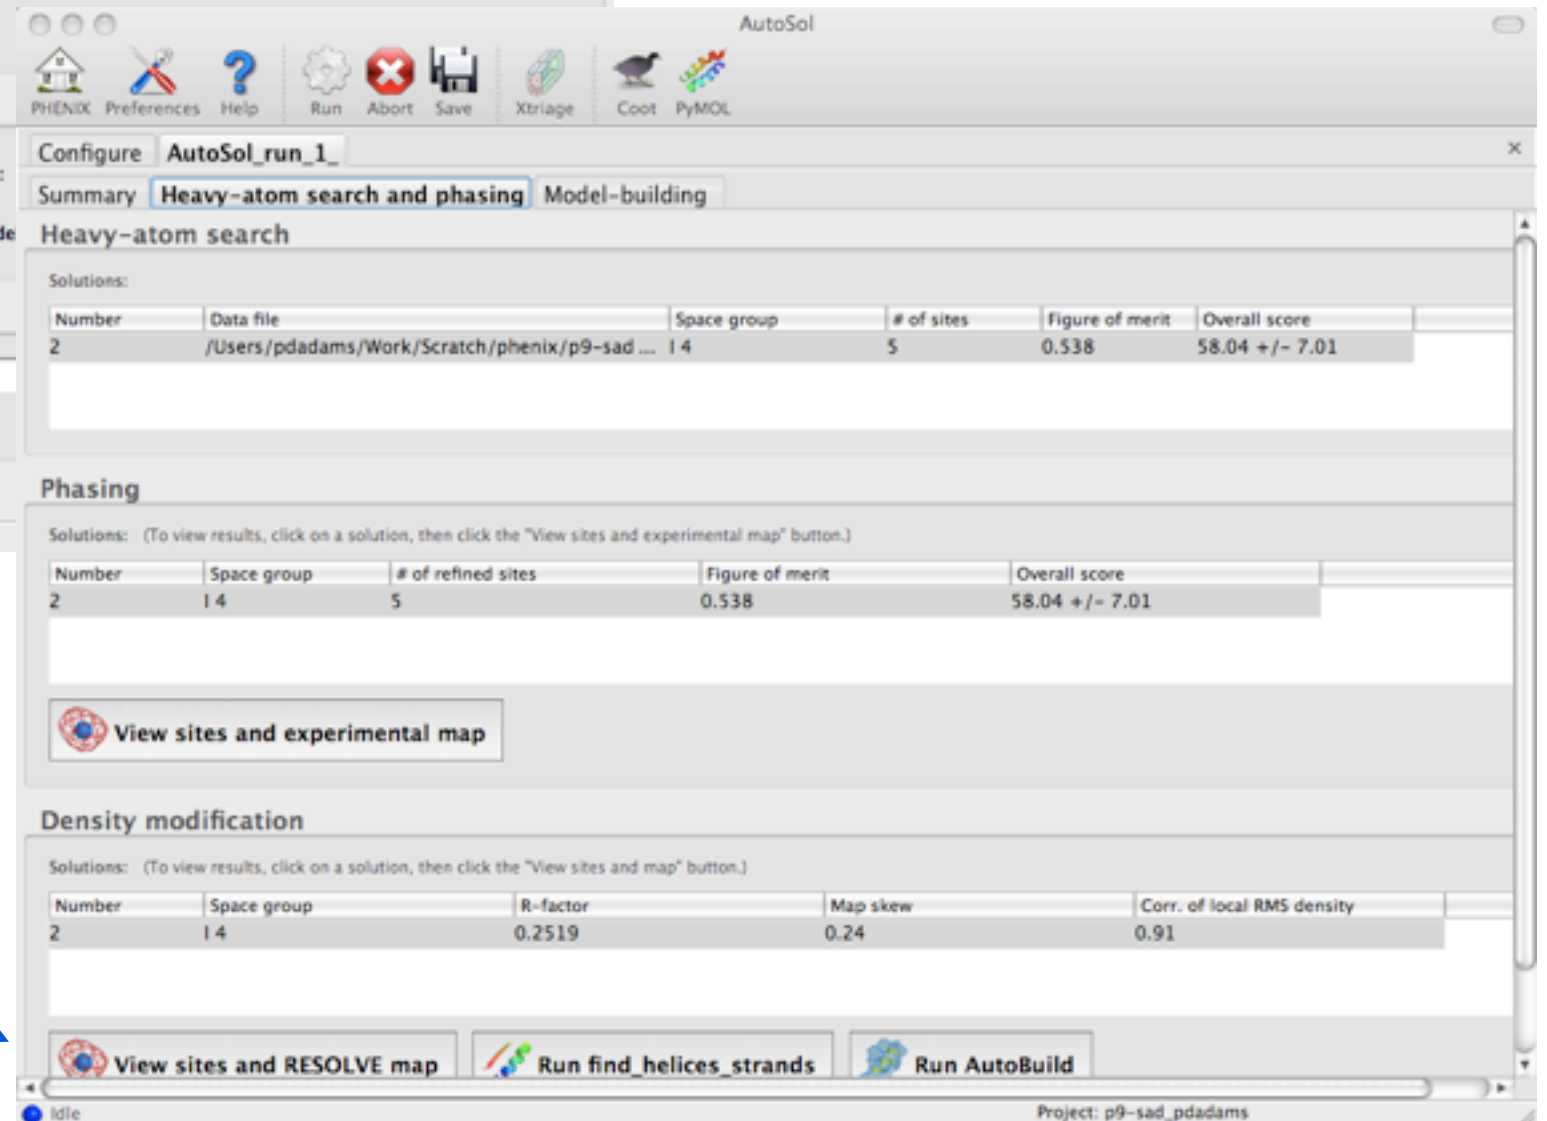 AutoSol
PHENIX Preferences Help Run Abort Save Xtriage Coot PyMOL
Configure AutoSol_run_1_
Summary Heavy-atom search and phasing Model-building
de
Heavy-atom search
Solutions:
Number Data file Space group # of sites Figure of merit Overall score
2 /Users/pdadams/Work/Scratch/phenix/p9-sad ... I 4 5 0.538 58.04 +/- 7.01
Phasing
Solutions: (To view results, click on a solution, then click the "View sites and experimental map" button.)
Number Space group # of refined sites Figure of merit Overall score
2 I 4 5 0.538 58.04 +/- 7.01
View sites and experimental map
Density modification
Solutions: (To view results, click on a solution, then click the "View sites and map" button.)
Number Space group R-factor Map skew Corr. of local RMS density
2 I 4 0.2519 0.24 0.91
View sites and RESOLVE map Run find_helices_strands Run AutoBuild
Idle Project: p9-sad_pdadams